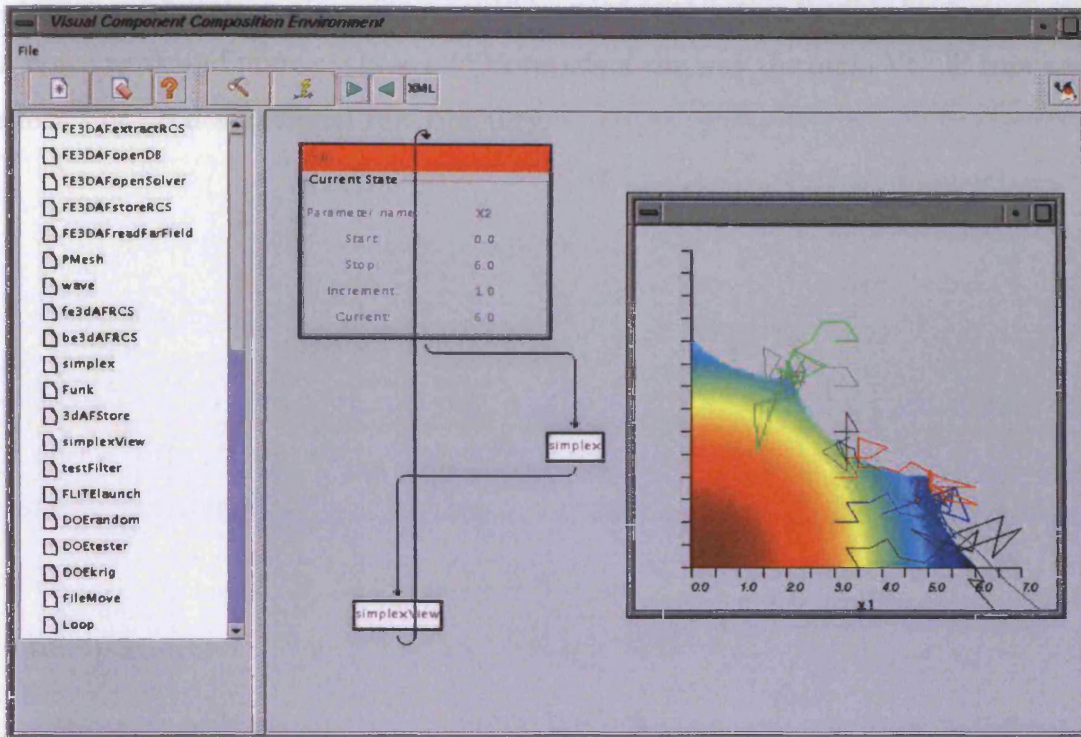 Visual Component Composition Environment
File
XML
FE3DAFextractRCS
FE3DAFopenDB
FE3DAFopenSolver
FE3DAFstoreRCS
FE3DAFreadFarField
PMesh
wave
fe3dAFRCS
be3dAFRCS
simplex
Funk
3dAFStore
simplexView
testFilter
FLITElaunch
DOErandom
DOEtester
DOEkrig
FileMove
Loop
Current State
Parameter name: X2
Start: 0.0
Stop: 6.0
Increment: 1.0
Current: 6.0
simplex
simplexView
0.0 1.0 2.0 3.0 4.0 5.0 6.0 7.0
x1